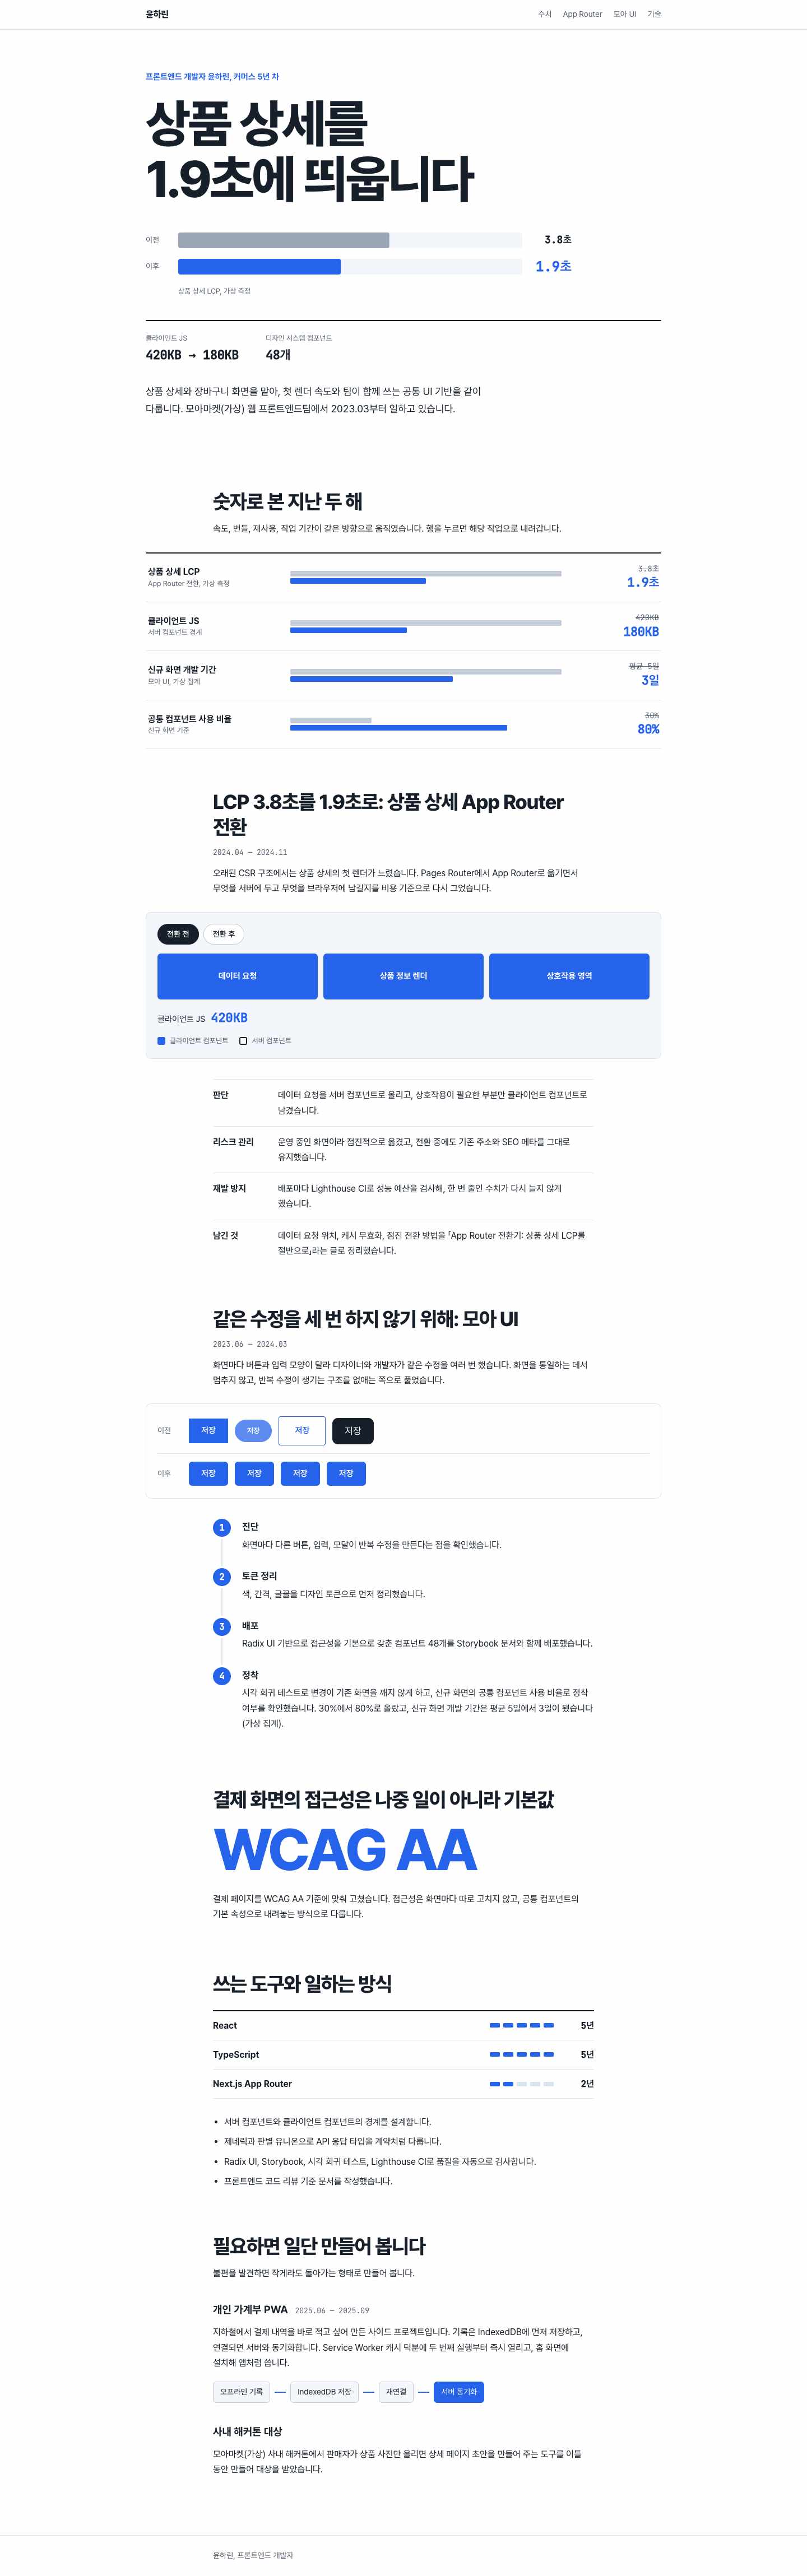 윤하린
수치 App Router 모아 UI 기술
프론트엔드 개발자 윤하린, 커머스 5년 차
상품 상세를
1.9초에 띄웁니다
이전 3.8초
이후 1.9초
상품 상세 LCP, 가상 측정
클라이언트 JS 디자인 시스템 컴포넌트
420KB → 180KB 48개
상품 상세와 장바구니 화면을 맡아, 첫 렌더 속도와 팀이 함께 쓰는 공통 UI 기반을 같이
다룹니다. 모아마켓(가상) 웹 프론트엔드팀에서 2023.03부터 일하고 있습니다.
숫자로 본 지난 두 해
속도, 번들, 재사용, 작업 기간이 같은 방향으로 움직였습니다. 행을 누르면 해당 작업으로 내려갑니다.
상품 상세 LCP 3.8초
App Router 전환, 가상 측정 1.9초
클라이언트 JS 420KB
서버 컴포넌트 경계 180KB
신규 화면 개발 기간 평균 5일
모아 UI, 가상 집계 3일
공통 컴포넌트 사용 비율 30%
신규 화면 기준 80%
LCP 3.8초를 1.9초로: 상품 상세 App Router
전환
2024.04 — 2024.11
오래된 CSR 구조에서는 상품 상세의 첫 렌더가 느렸습니다. Pages Router에서 App Router로 옮기면서
무엇을 서버에 두고 무엇을 브라우저에 남길지를 비용 기준으로 다시 그었습니다.
전환 전 전환 후
데이터 요청 상품 정보 렌더 상호작용 영역
클라이언트 JS 420KB
클라이언트 컴포넌트 서버 컴포넌트
판단 데이터 요청을 서버 컴포넌트로 올리고, 상호작용이 필요한 부분만 클라이언트 컴포넌트로
남겼습니다.
리스크 관리 운영 중인 화면이라 점진적으로 옮겼고, 전환 중에도 기존 주소와 SEO 메타를 그대로
유지했습니다.
재발 방지 배포마다 Lighthouse CI로 성능 예산을 검사해, 한 번 줄인 수치가 다시 늘지 않게
했습니다.
남긴 것 데이터 요청 위치, 캐시 무효화, 점진 전환 방법을 「App Router 전환기: 상품 상세 LCP를
절반으로」라는 글로 정리했습니다.
같은 수정을 세 번 하지 않기 위해: 모아 UI
2023.06 — 2024.03
화면마다 버튼과 입력 모양이 달라 디자이너와 개발자가 같은 수정을 여러 번 했습니다. 화면을 통일하는 데서
멈추지 않고, 반복 수정이 생기는 구조를 없애는 쪽으로 풀었습니다.
이전 저장 저장 저장 저장
이후 저장 저장 저장 저장
1 진단
화면마다 다른 버튼, 입력, 모달이 반복 수정을 만든다는 점을 확인했습니다.
2 토큰 정리
색, 간격, 글꼴을 디자인 토큰으로 먼저 정리했습니다.
3 배포
Radix UI 기반으로 접근성을 기본으로 갖춘 컴포넌트 48개를 Storybook 문서와 함께 배포했습니다.
4 정착
시각 회귀 테스트로 변경이 기존 화면을 깨지 않게 하고, 신규 화면의 공통 컴포넌트 사용 비율로 정착
여부를 확인했습니다. 30%에서 80%로 올랐고, 신규 화면 개발 기간은 평균 5일에서 3일이 됐습니다
(가상 집계).
결제 화면의 접근성은 나중 일이 아니라 기본값
WCAG AA
결제 페이지를 WCAG AA 기준에 맞춰 고쳤습니다. 접근성은 화면마다 따로 고치지 않고, 공통 컴포넌트의
기본 속성으로 내려놓는 방식으로 다룹니다.
쓰는 도구와 일하는 방식
React 5년
TypeScript 5년
Next.js App Router 2년
• 서버 컴포넌트와 클라이언트 컴포넌트의 경계를 설계합니다.
• 제네릭과 판별 유니온으로 API 응답 타입을 계약처럼 다룹니다.
• Radix UI, Storybook, 시각 회귀 테스트, Lighthouse CI로 품질을 자동으로 검사합니다.
• 프론트엔드 코드 리뷰 기준 문서를 작성했습니다.
필요하면 일단 만들어 봅니다
불편을 발견하면 작게라도 돌아가는 형태로 만들어 봅니다.
개인 가계부 PWA 2025.06 — 2025.09
지하철에서 결제 내역을 바로 적고 싶어 만든 사이드 프로젝트입니다. 기록은 IndexedDB에 먼저 저장하고,
연결되면 서버와 동기화합니다. Service Worker 캐시 덕분에 두 번째 실행부터 즉시 열리고, 홈 화면에
설치해 앱처럼 씁니다.
오프라인 기록 IndexedDB 저장 재연결 서버 동기화
사내 해커톤 대상
모아마켓(가상) 사내 해커톤에서 판매자가 상품 사진만 올리면 상세 페이지 초안을 만들어 주는 도구를 이틀
동안 만들어 대상을 받았습니다.
윤하린, 프론트엔드 개발자